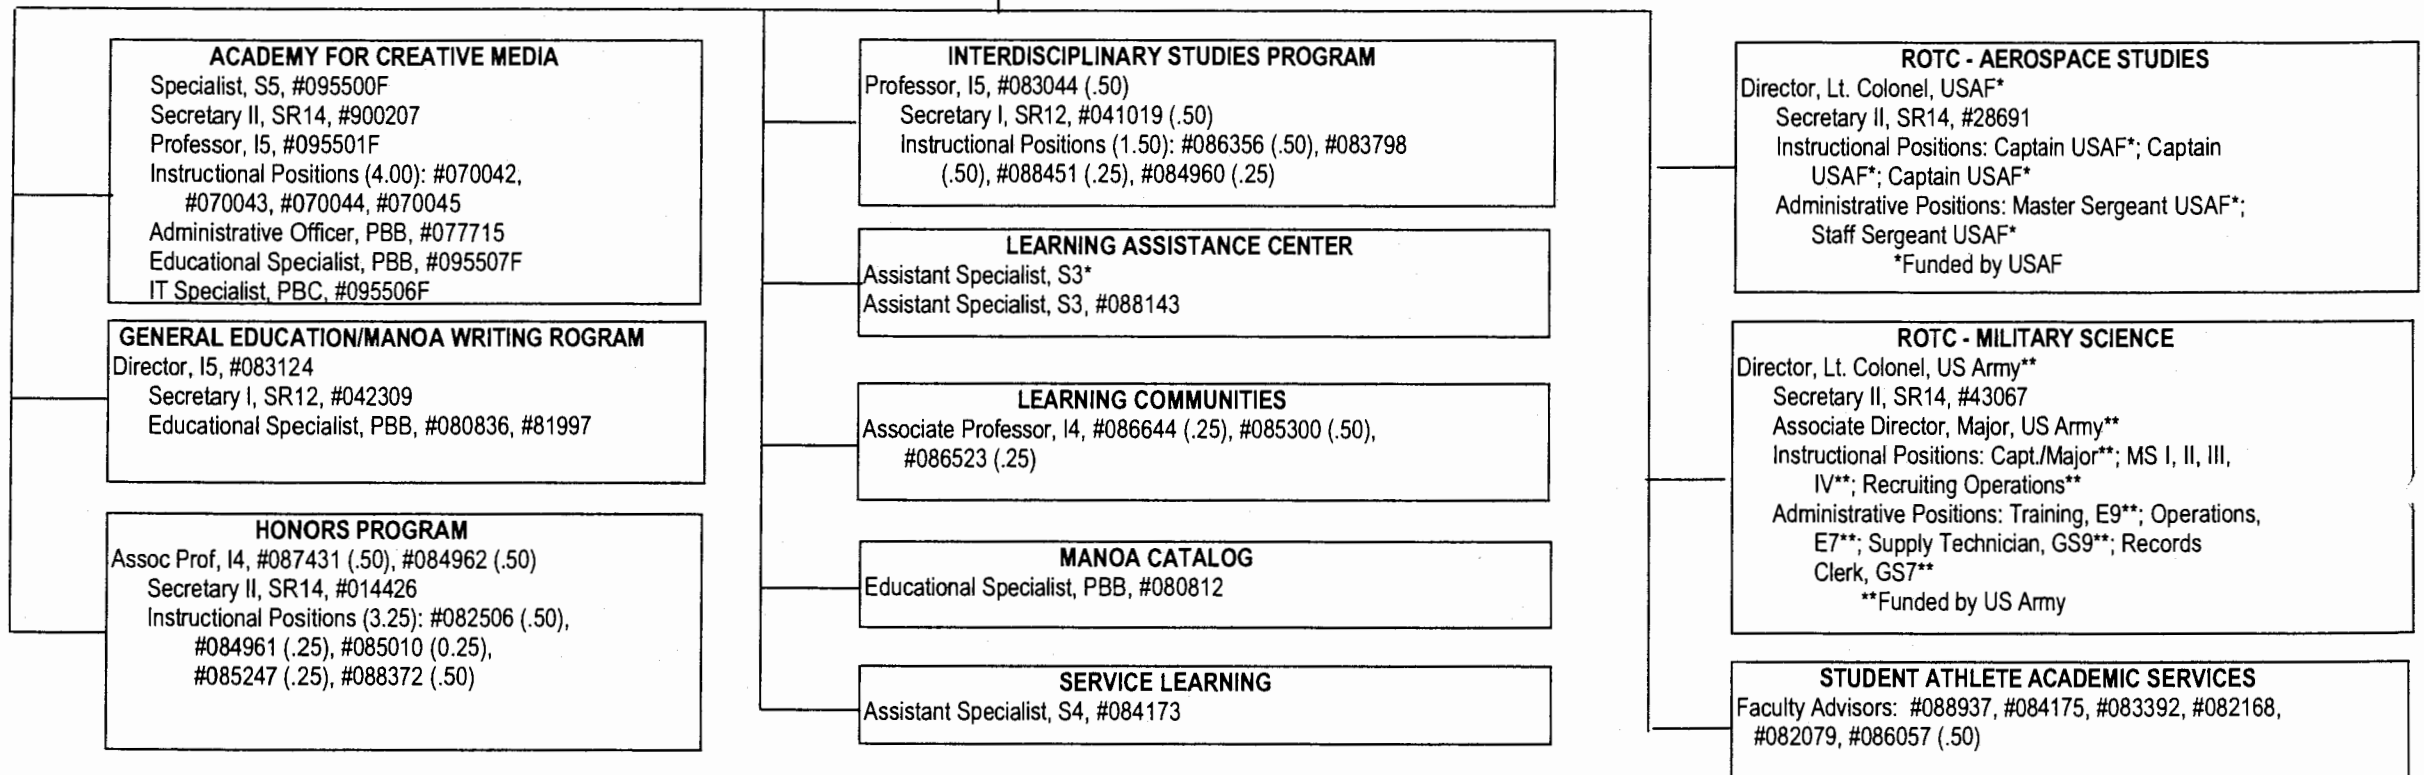 ACADEMY FOR CREATIVE MEDIA
Specialist, S5, #095500F
Secretary II, SR14, #900207
Professor, I5, #095501F
Instructional Positions (4.00): #070042,
#070043, #070044, #070045
Administrative Officer, PBB, #077715
Educational Specialist, PBB, #095507F
IT Specialist, PBC, #095506F
GENERAL EDUCATION/MANOA WRITING ROGRAM
Director, I5, #083124
Secretary I, SR12, #042309
Educational Specialist, PBB, #080836, #81997
HONORS PROGRAM
Assoc Prof, I4, #087431 (.50), #084962 (.50)
Secretary II, SR14, #014426
Instructional Positions (3.25): #082506 (.50),
#084961 (.25), #085010 (0.25),
#085247 (.25), #088372 (.50)
INTERDISCIPLINARY STUDIES PROGRAM
Professor, I5, #083044 (.50)
Secretary I, SR12, #041019 (.50)
Instructional Positions (1.50): #086356 (.50), #083798
(.50), #088451 (.25), #084960 (.25)
LEARNING ASSISTANCE CENTER
Assistant Specialist, S3*
Assistant Specialist, S3, #088143
LEARNING COMMUNITIES
Associate Professor, I4, #086644 (.25), #085300 (.50),
#086523 (.25)
MANOA CATALOG
Educational Specialist, PBB, #080812
SERVICE LEARNING
Assistant Specialist, S4, #084173
ROTC - AEROSPACE STUDIES
Director, Lt. Colonel, USAF*
Secretary II, SR14, #28691
Instructional Positions: Captain USAF*; Captain
USAF*; Captain USAF*
Administrative Positions: Master Sergeant USAF*;
Staff Sergeant USAF*
*Funded by USAF
ROTC - MILITARY SCIENCE
Director, Lt. Colonel, US Army**
Secretary II, SR14, #43067
Associate Director, Major, US Army**
Instructional Positions: Capt./Major**; MS I, II, III,
IV**; Recruiting Operations**
Administrative Positions: Training, E9**; Operations,
E7**; Supply Technician, GS9**; Records
Clerk, GS7**
**Funded by US Army
STUDENT ATHLETE ACADEMIC SERVICES
Faculty Advisors: #088937, #084175, #083392, #082168,
#082079, #086057 (.50)